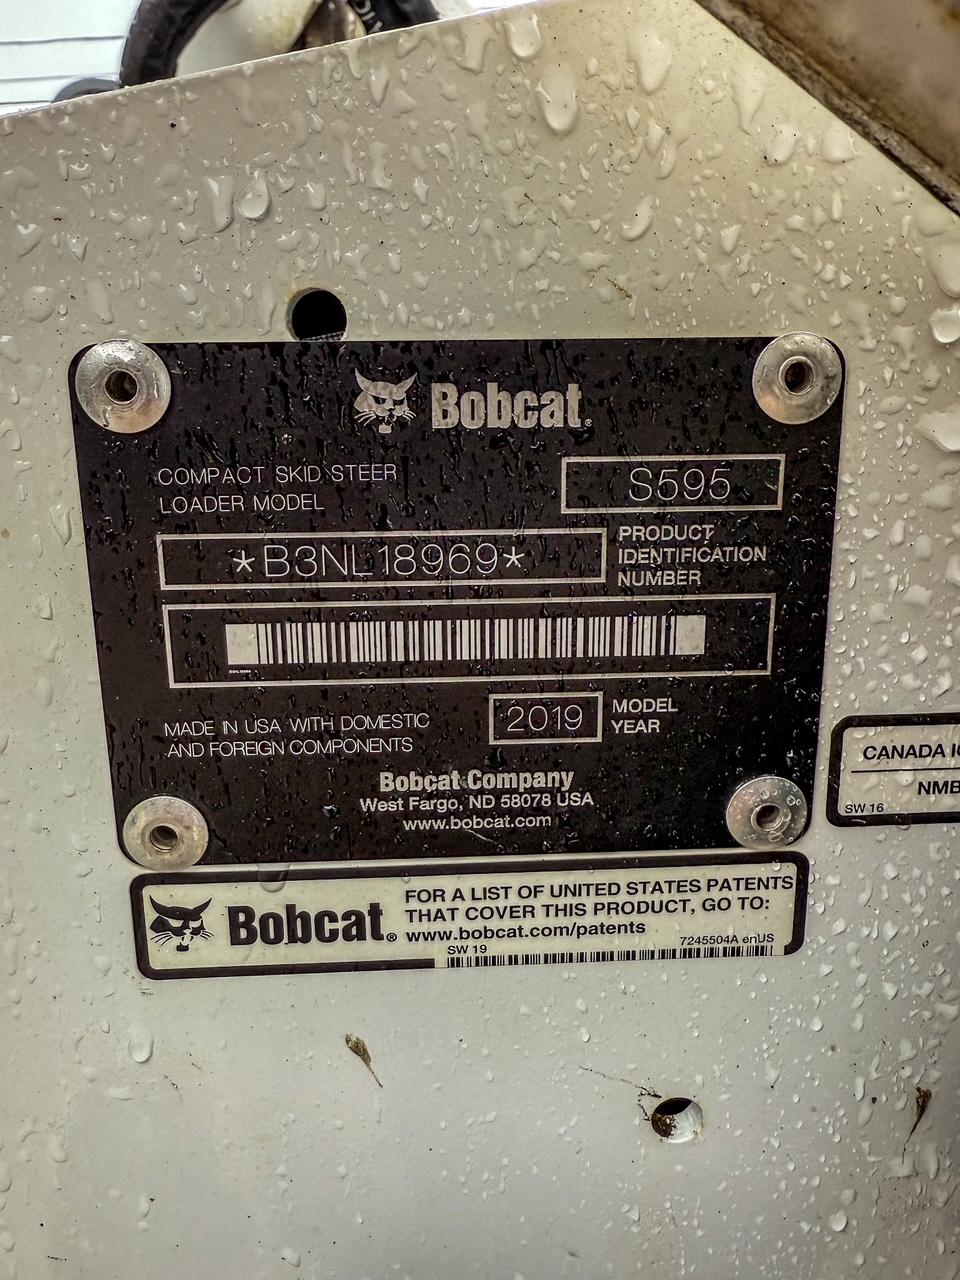 Bobcat®
COMPACT SKID STEER
LOADER MODEL
S595
*B3NL18969*
PRODUCT
IDENTIFICATION
NUMBER
MADE IN USA WITH DOMESTIC
AND FOREIGN COMPONENTS
2019
MODEL
YEAR
Bobcat Company
West Fargo, ND 58078 USA
www.bobcat.com
CANADA
NMB
SW 16
Bobcat®
FOR A LIST OF UNITED STATES PATENTS
THAT COVER THIS PRODUCT, GO TO:
www.bobcat.com/patents
SW 19
7245504A enUS